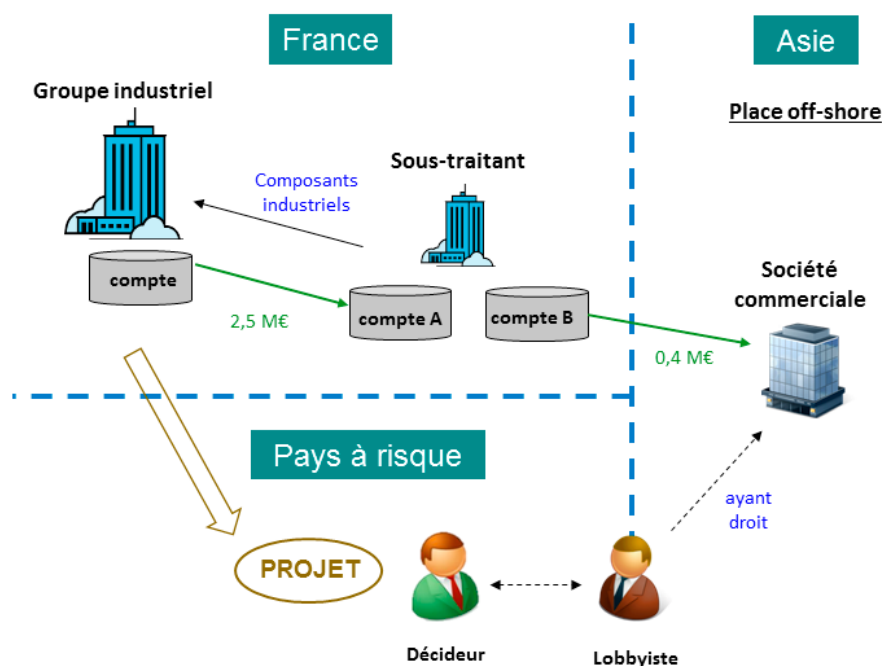 France
Asie
Groupe industriel
Place off-shore
Sous-traitant
Composants
industriels
Société
commerciale
compte
2,5 M€
compte A
compte B
0,4 M€
Pays à risque
ayant
droit
PROJET
Décideur
Lobbyiste